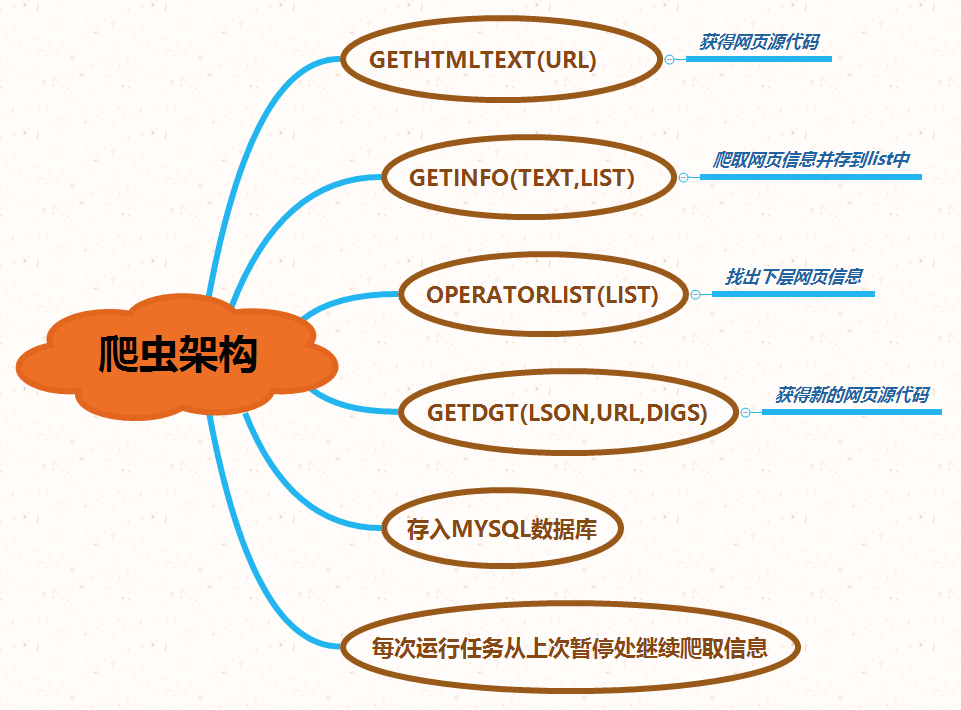 GETHTMLTEXT(URL)
获得网页源代码
GETINFO(TEXT,LIST)
爬取网页信息并存到list中
OPERATORLIST(LIST)
找出下层网页信息
爬虫架构
GETDGT(LSON,URL,DIGS)
获得新的网页源代码
存入MYSQL数据库
每次运行任务从上次暂停处继续爬取信息